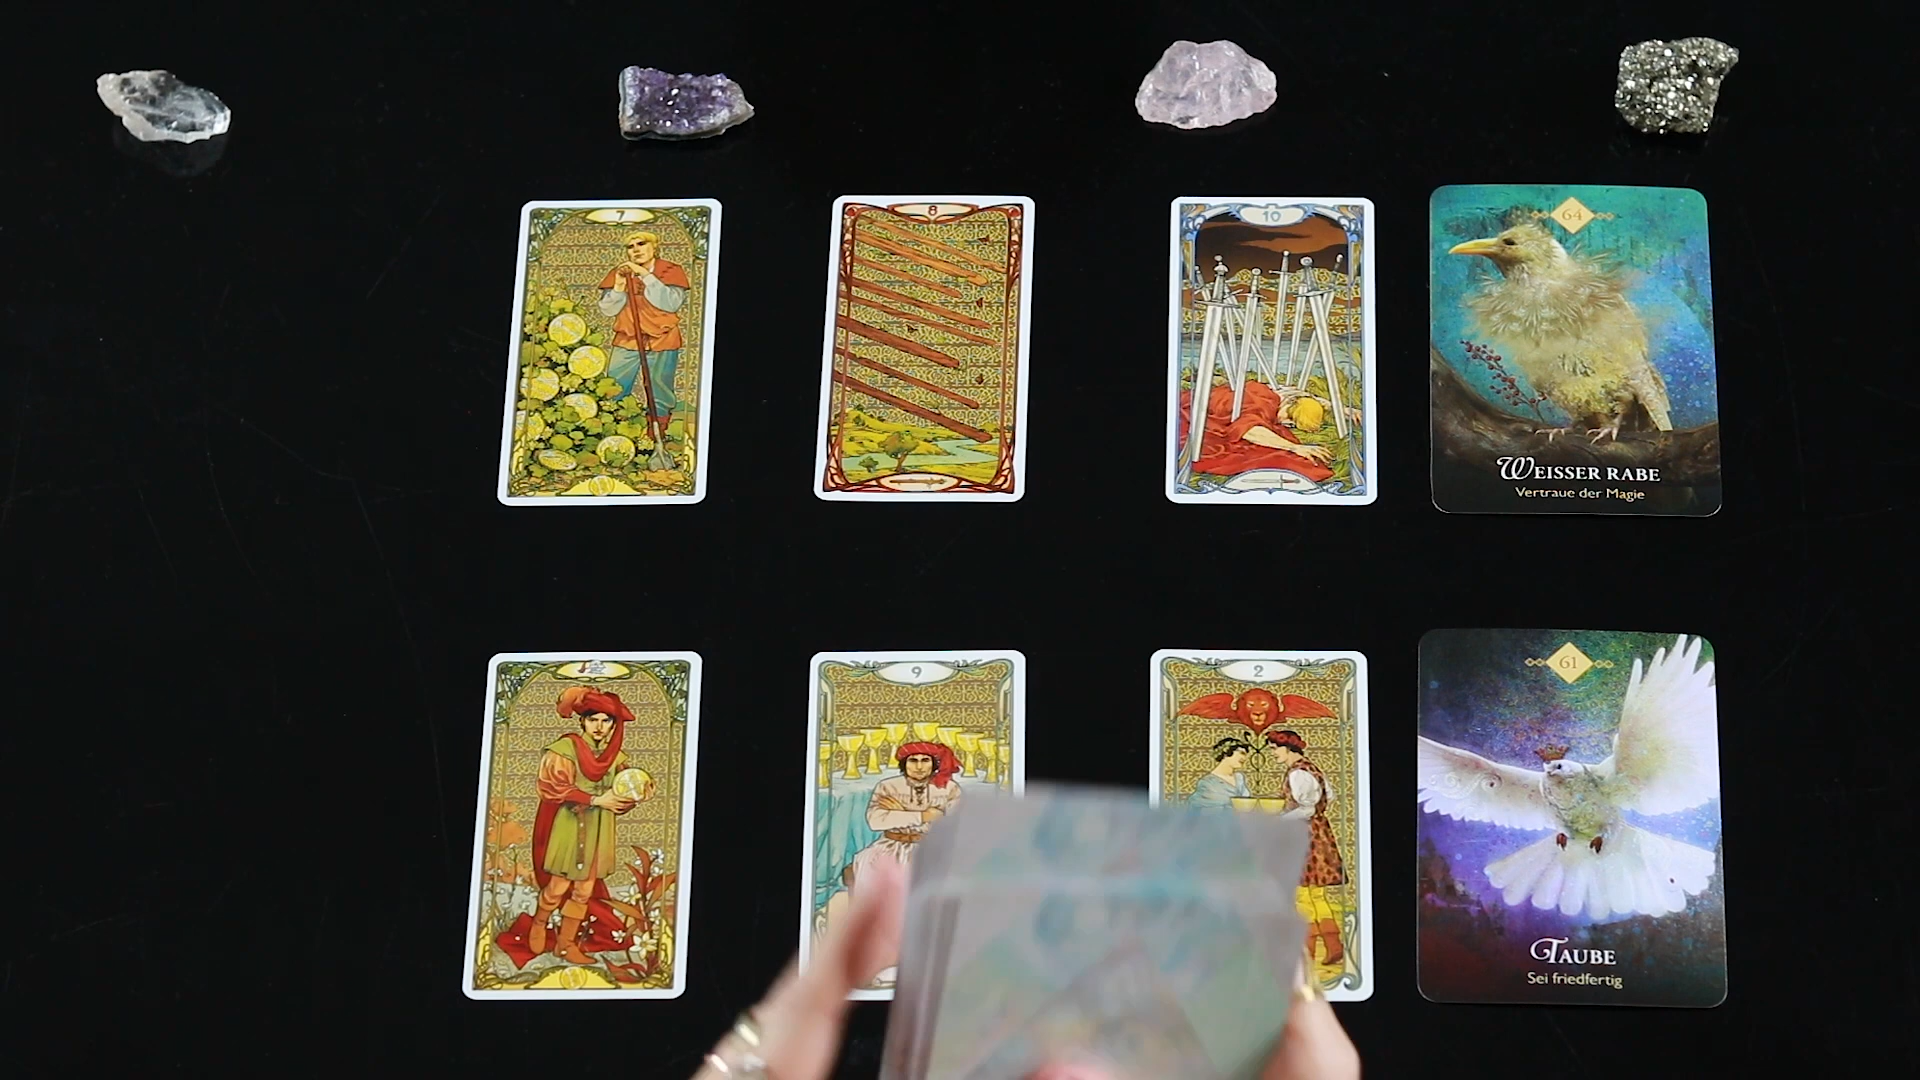 7
8
10
64
WEISSER RABE
Vertraue der Magie
9
2
61
TAUBE
Sei friedfertig